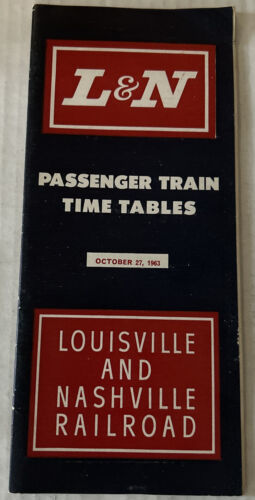 L&N
PASSENGER TRAIN
TIME TABLES
OCTOBER 27, 1963
LOUISVILLE
AND
NASHVILLE
RAILROAD